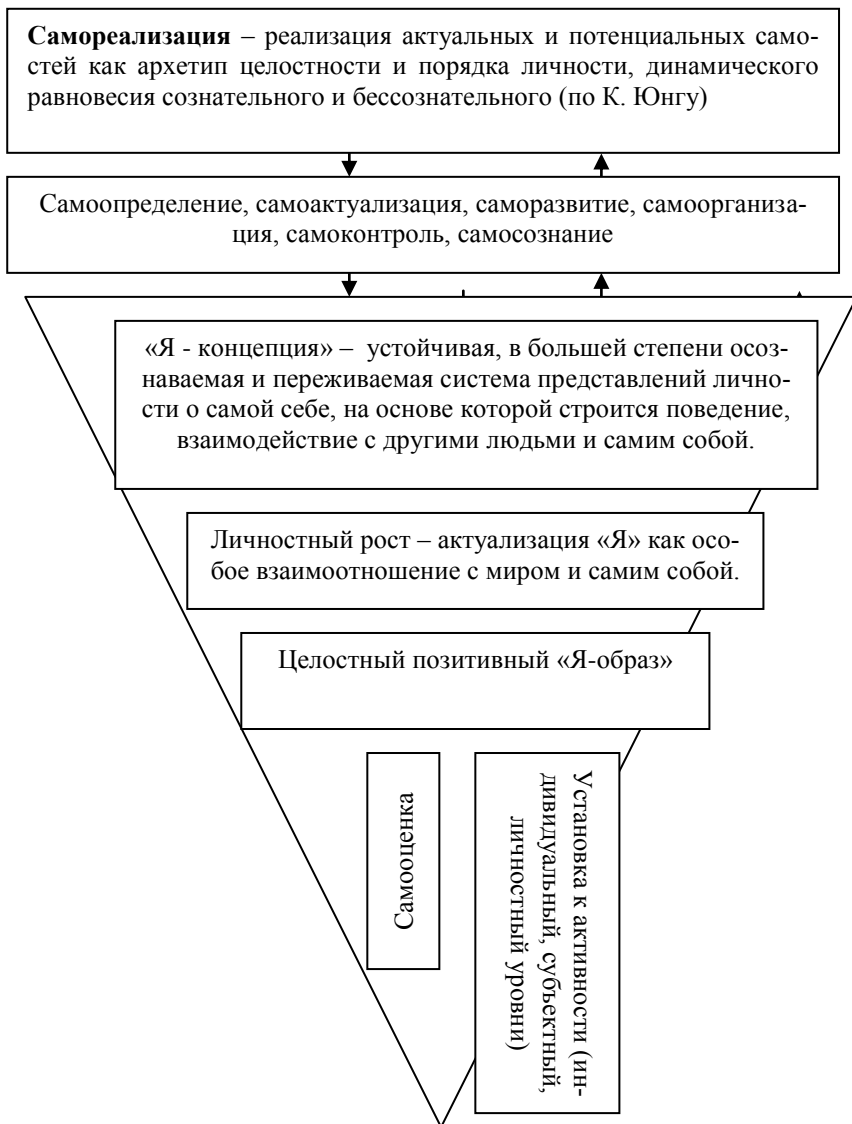 Самореализация – реализация актуальных и потенциальных само-
стей как архетип целостности и порядка личности, динамического
равновесия сознательного и бессознательного (по К. Юнгу)
Самоопределение, самоактуализация, саморазвитие, самоорганиза-
ция, самоконтроль, самосознание
«Я - концепция» – устойчивая, в большей степени осоз-
наваемая и переживаемая система представлений лично-
сти о самой себе, на основе которой строится поведение,
взаимодействие с другими людьми и самим собой.
Личностный рост – актуализация «Я» как осо-
бое взаимоотношение с миром и самим собой.
Целостный позитивный «Я-образ»
Самооценка
Установка к активности (ин-
дивидуальный, субъектный,
личностный уровни)